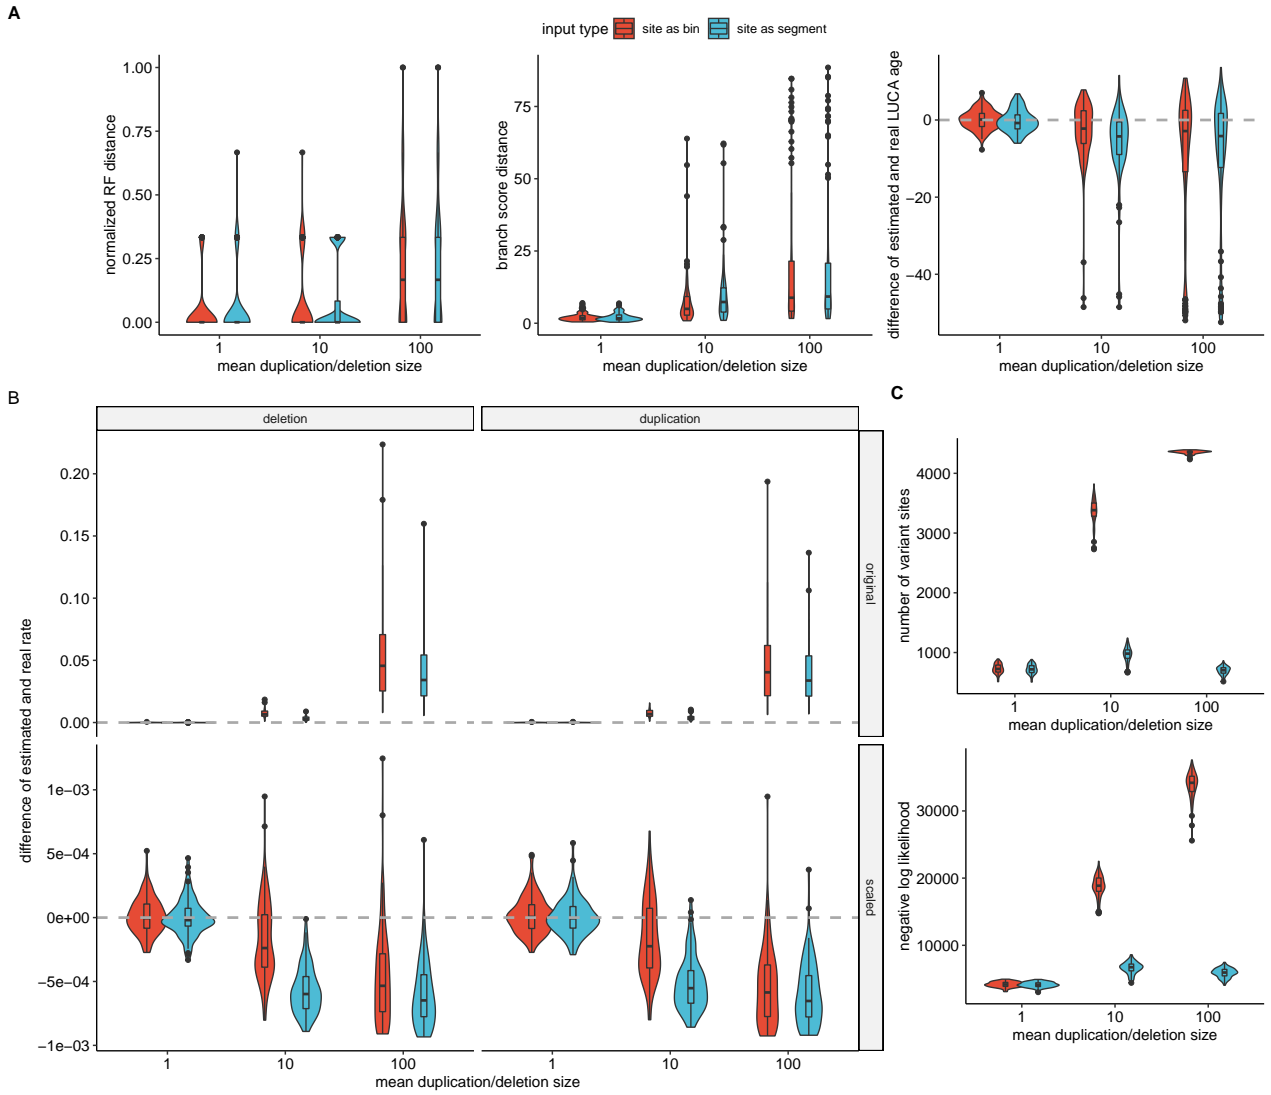 A
input type site as bin site as segment
normalized RF distance
1.00
0.75
0.50
0.25
0.00
1 10 100
mean duplication/deletion size
branch score distance
75
50
25
0
1 10 100
mean duplication/deletion size
difference of estimated and real LUCA age
0
−20
−40
1 10 100
mean duplication/deletion size
B
deletion duplication
difference of estimated and real rate
0.20
0.15
0.10
0.05
0.00
original
1e−03
5e−04
0e+00
−5e−04
−1e−03
scaled
1 10 100 1 10 100
mean duplication/deletion size
C
number of variant sites
4000
3000
2000
1000
1 10 100
mean duplication/deletion size
negative log likelihood
30000
20000
10000
1 10 100
mean duplication/deletion size